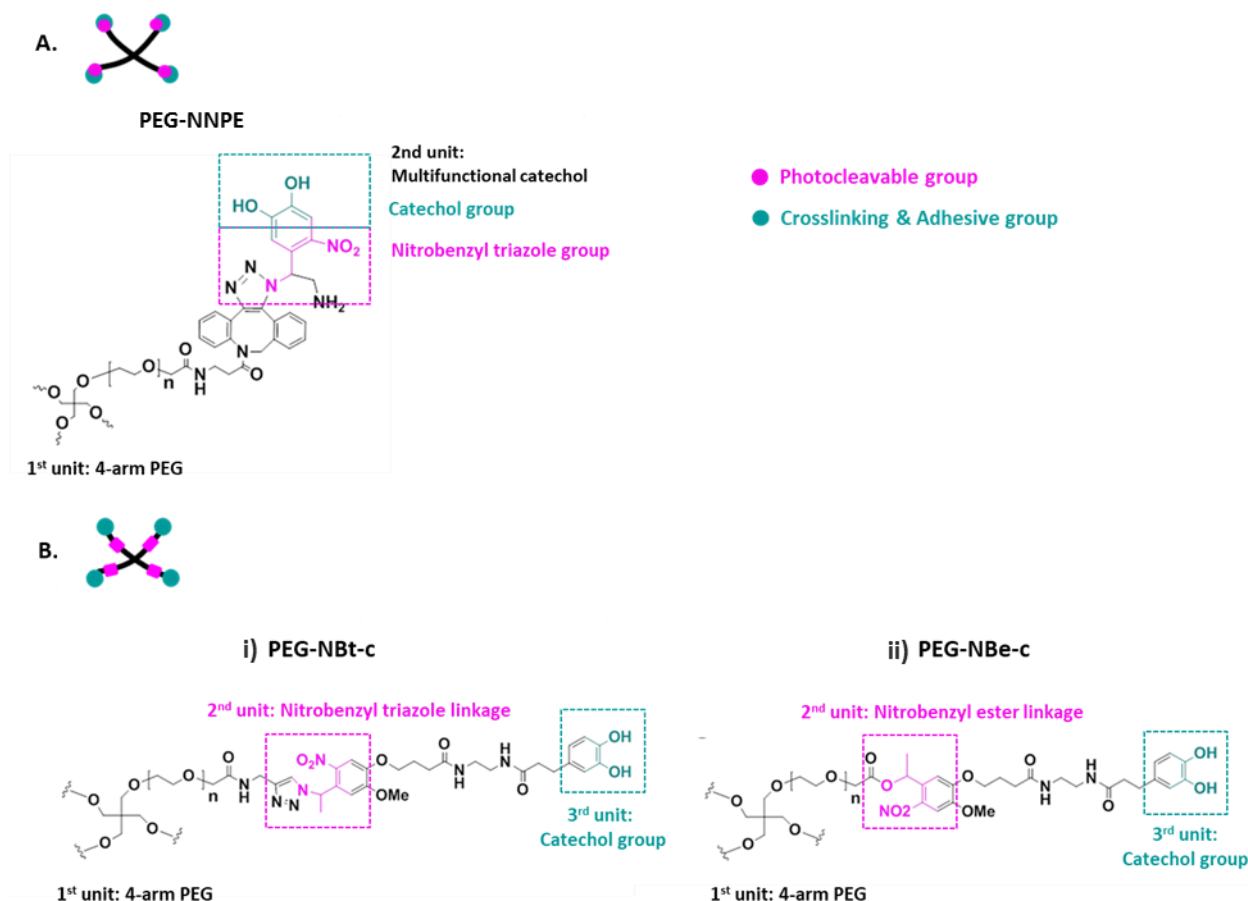 A.
PEG-NNPE
2nd unit:
Multifunctional catechol
Catechol group
Nitrobenzyl triazole group
OH
HO
NO₂
N
N
N
NH₂
N
O
O
N
H
O
O
n
O
O
O
1st unit: 4-arm PEG
Photocleavable group
Crosslinking & Adhesive group
B.
i) PEG-NBt-c
2nd unit: Nitrobenzyl triazole linkage
O₂N
O
O
H
N
N
H
O
OH
OH
O
O
O
n
N
H
N
N=N
OMe
O
O
O
3rd unit:
Catechol group
1st unit: 4-arm PEG
ii) PEG-NBe-c
2nd unit: Nitrobenzyl ester linkage
O
O
O
n
O
O
NO2
O
OMe
O
N
H
H
N
O
OH
OH
O
O
O
3rd unit:
Catechol group
1st unit: 4-arm PEG